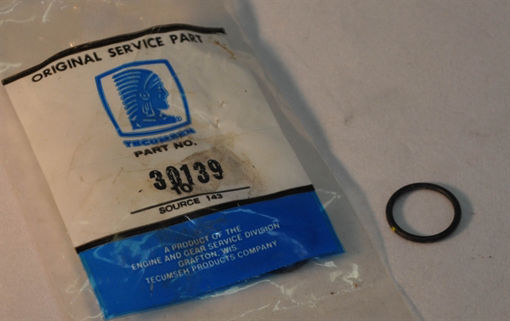 ORIGINAL SERVICE PART
®
TECUMSEH
PART NO.
30139
10
SOURCE 143
A PRODUCT OF THE
ENGINE AND GEAR SERVICE DIVISION
GRAFTON, WIS.
TECUMSEH PRODUCTS COMPANY